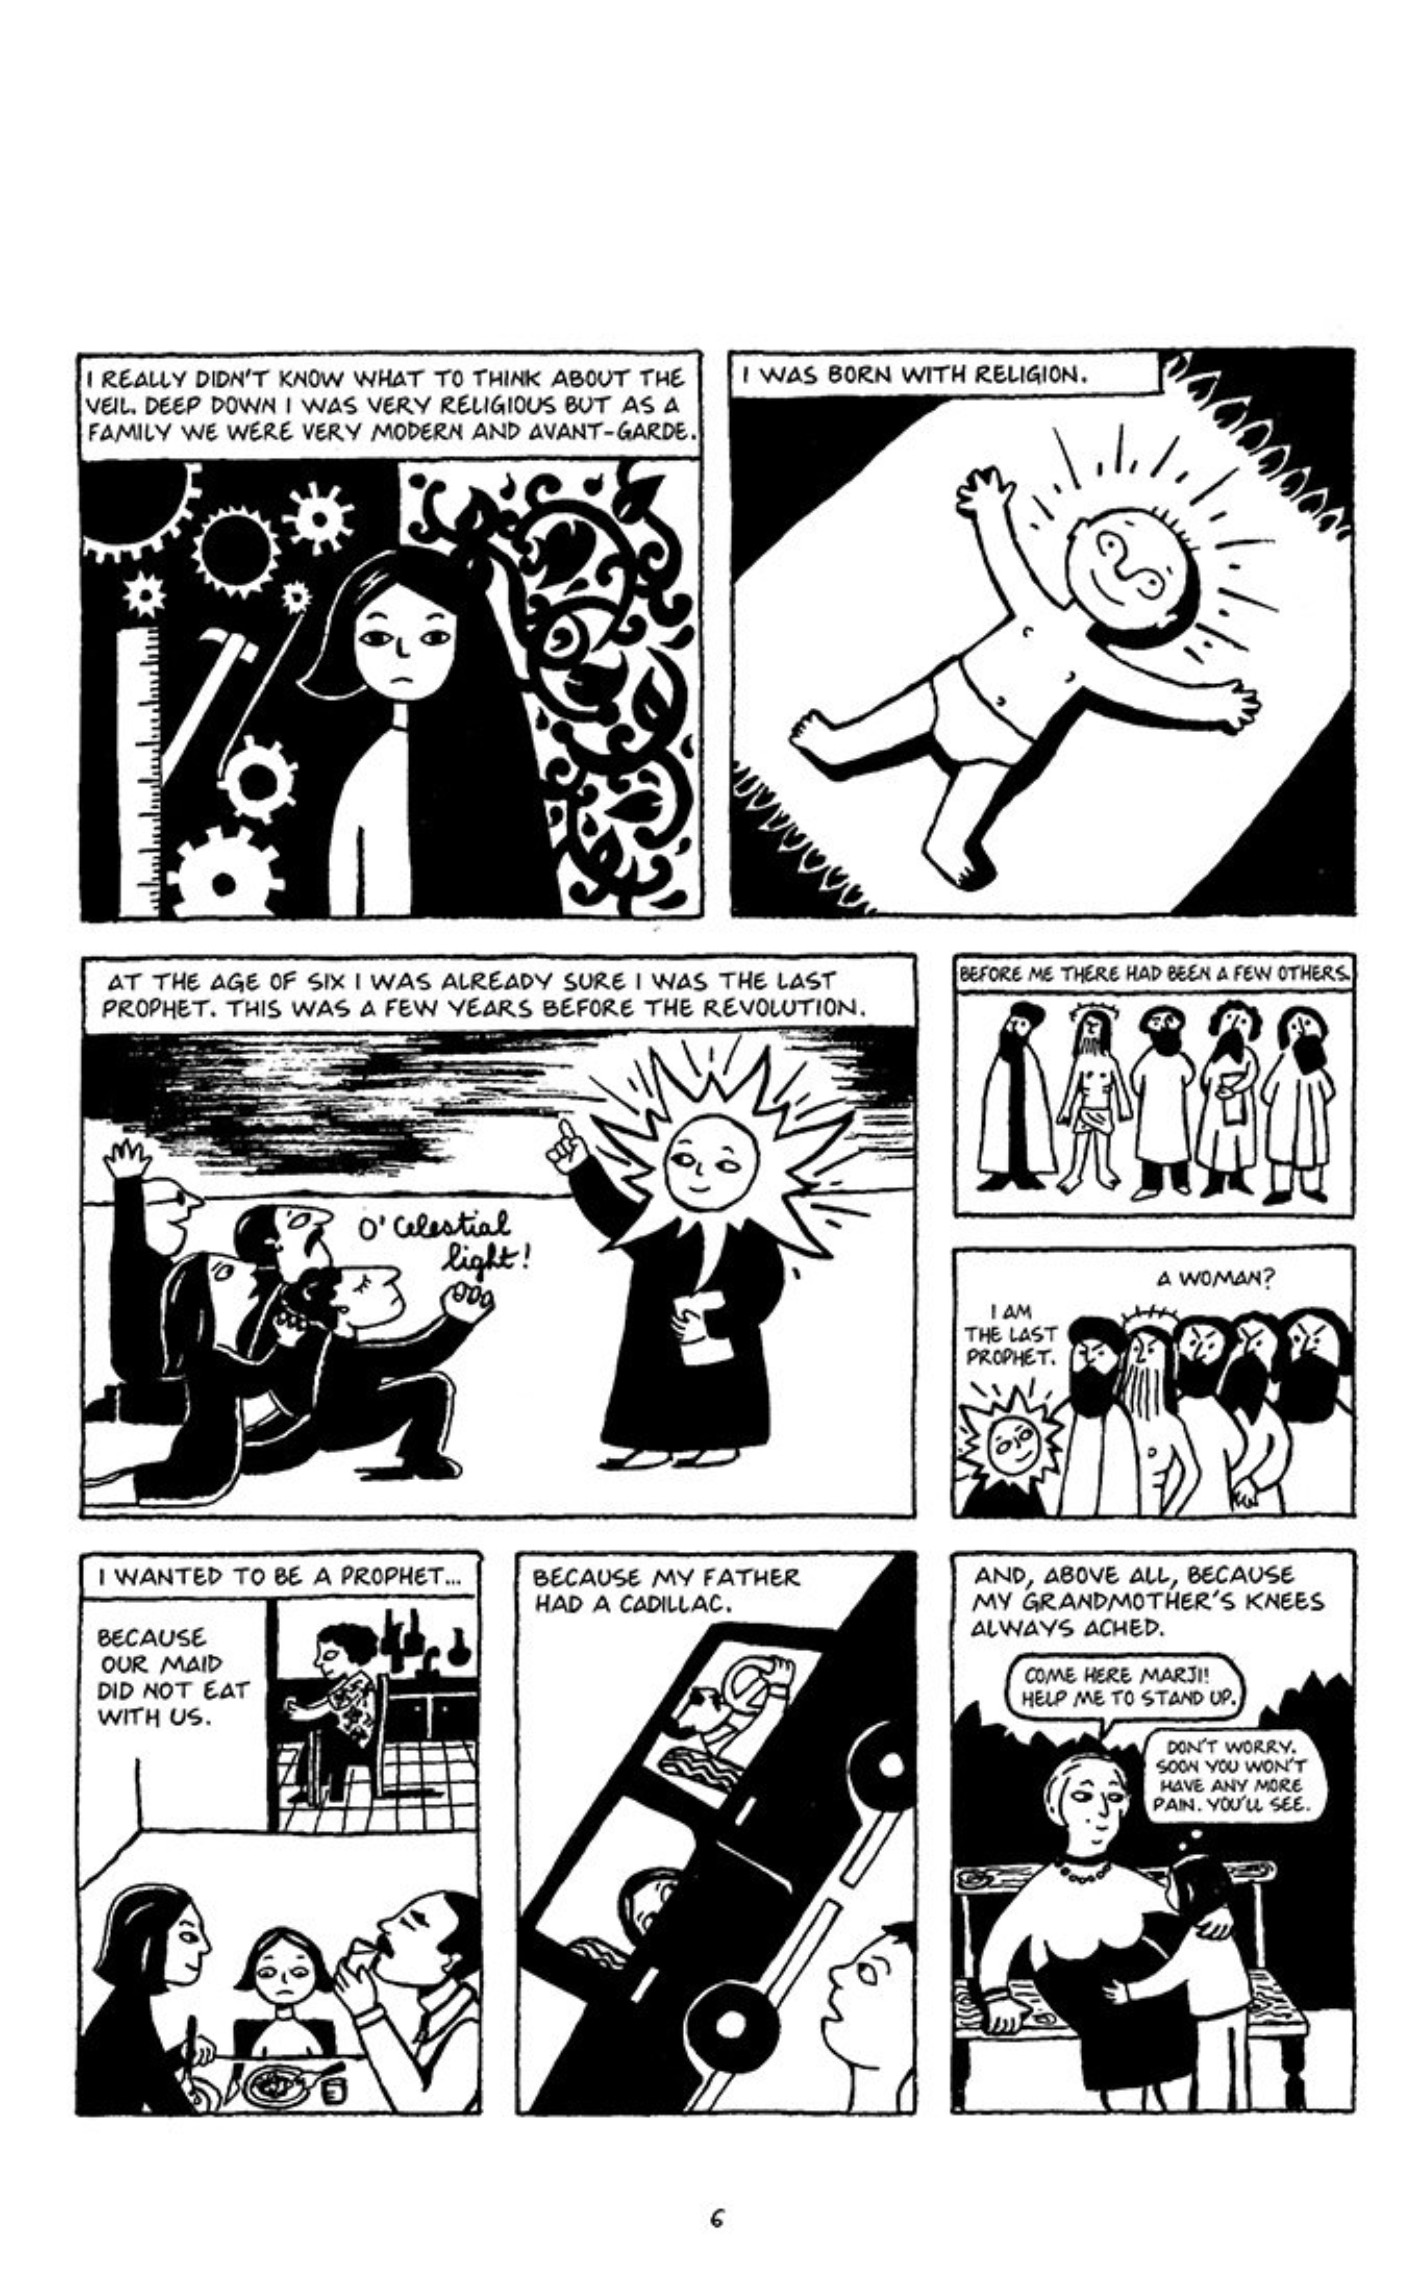 I REALLY DIDN'T KNOW WHAT TO THINK ABOUT THE
VEIL. DEEP DOWN I WAS VERY RELIGIOUS BUT AS A
FAMILY WE WERE VERY MODERN AND AVANT-GARDE.
I WAS BORN WITH RELIGION.
AT THE AGE OF SIX I WAS ALREADY SURE I WAS THE LAST
PROPHET. THIS WAS A FEW YEARS BEFORE THE REVOLUTION.
O' Celestial
light!
BEFORE ME THERE HAD BEEN A FEW OTHERS.
I AM
THE LAST
PROPHET.
A WOMAN?
I WANTED TO BE A PROPHET...
BECAUSE
OUR MAID
DID NOT EAT
WITH US.
BECAUSE MY FATHER
HAD A CADILLAC.
AND, ABOVE ALL, BECAUSE
MY GRANDMOTHER'S KNEES
ALWAYS ACHED.
COME HERE MARJI!
HELP ME TO STAND UP.
DON'T WORRY.
SOON YOU WON'T
HAVE ANY MORE
PAIN. YOU'LL SEE.
6